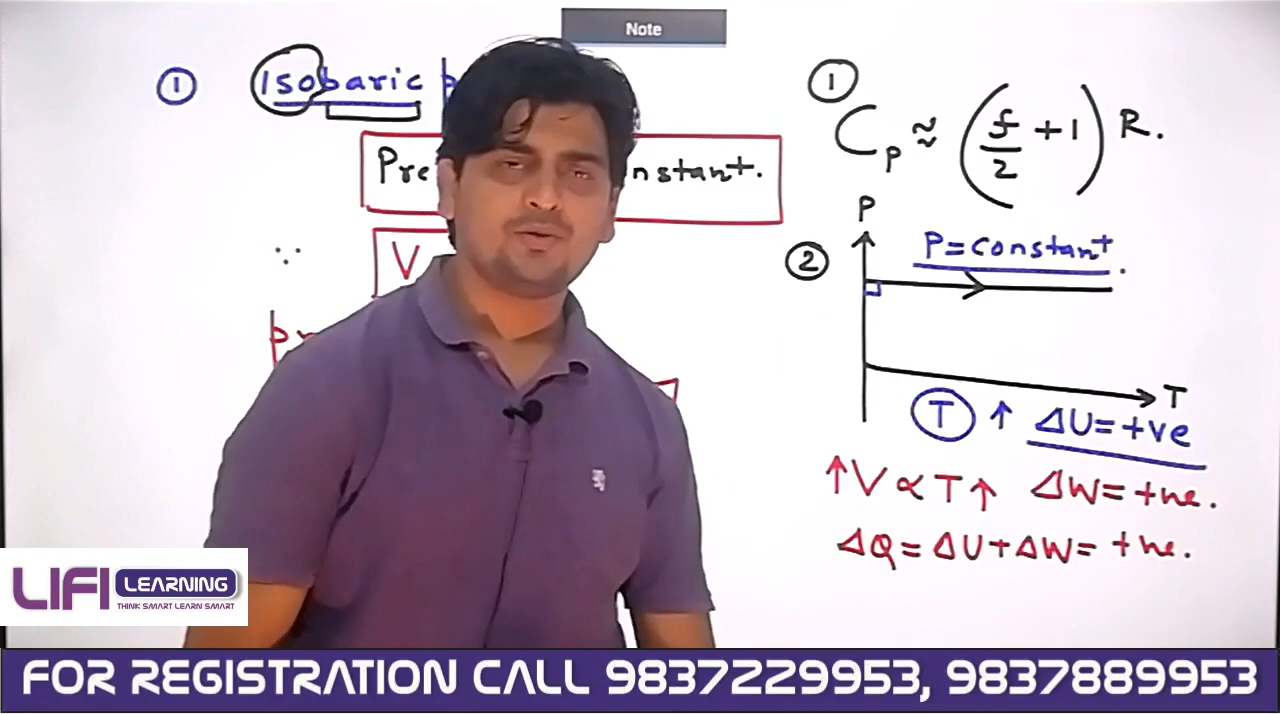 Note
① Isobaric
Pre nstant.
∵ V
pr
①
Cp ≈ (f/2 + 1) R.
P
② P = constant.
T
T ↑ ΔU = +ve
↑ V ∝ T ↑ ΔW = +ve.
ΔQ = ΔU + ΔW = +ve.
LIFI LEARNING
THINK SMART LEARN SMART
FOR REGISTRATION CALL 9837229953, 9837889953